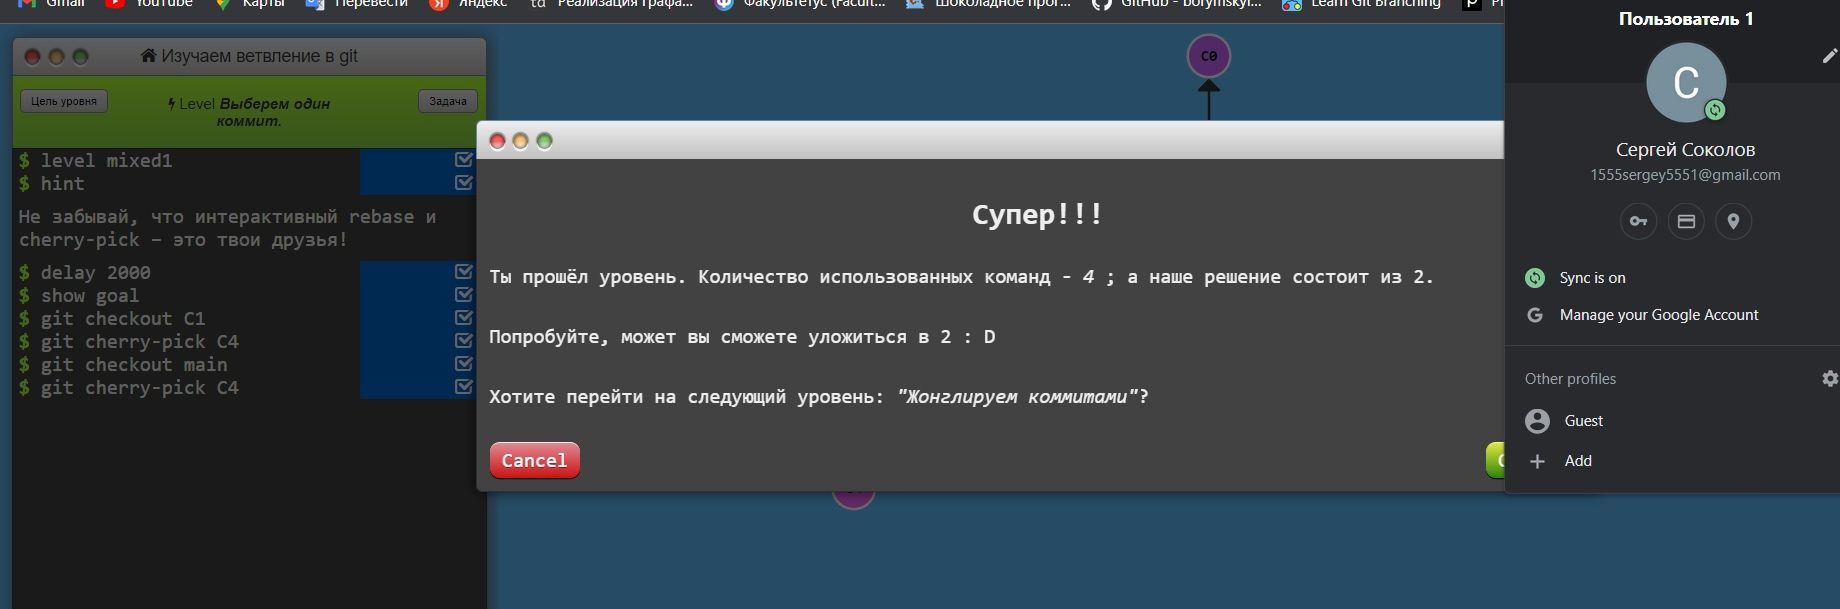 Gmail
YouTube
Карты
Перевести
Яндекс
td Реализация графа...
Факультетус (Facult...
Шоколадное прог...
GitHub - borymskyi...
Learn Git Branching
Изучаем ветвление в git
Цель уровня
Level Выберем один
коммит.
Задача
$ level mixed1
$ hint
Не забывай, что интерактивный rebase и
cherry-pick – это твои друзья!
$ delay 2000
$ show goal
$ git checkout C1
$ git cherry-pick C4
$ git checkout main
$ git cherry-pick C4
C0
Супер!!!
Ты прошёл уровень. Количество использованных команд - 4 ; а наше решение состоит из 2.
Попробуйте, может вы сможете уложиться в 2 : D
Хотите перейти на следующий уровень: "Жонглируем коммитами"?
Cancel
Пользователь 1
С
Сергей Соколов
1555sergey5551@gmail.com
Sync is on
G Manage your Google Account
Other profiles
Guest
Add